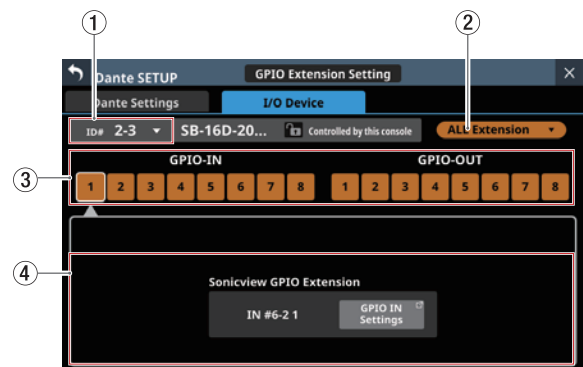 1 2
Dante SETUP GPIO Extension Setting ×
Dante Settings I/O Device
ID# 2-3 SB-16D-20... Controlled by this console ALL Extension
3
GPIO-IN GPIO-OUT
1 2 3 4 5 6 7 8 1 2 3 4 5 6 7 8
4
Sonicview GPIO Extension
IN #6-2 1 GPIO IN
Settings